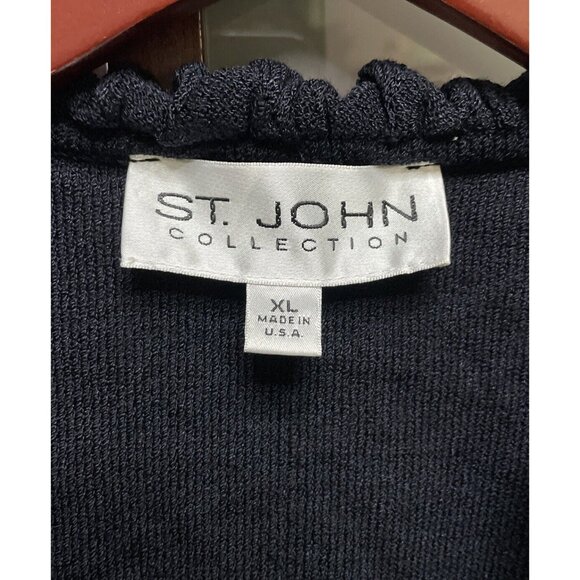 ST. JOHN
COLLECTION
XL
MADE IN
U.S.A.